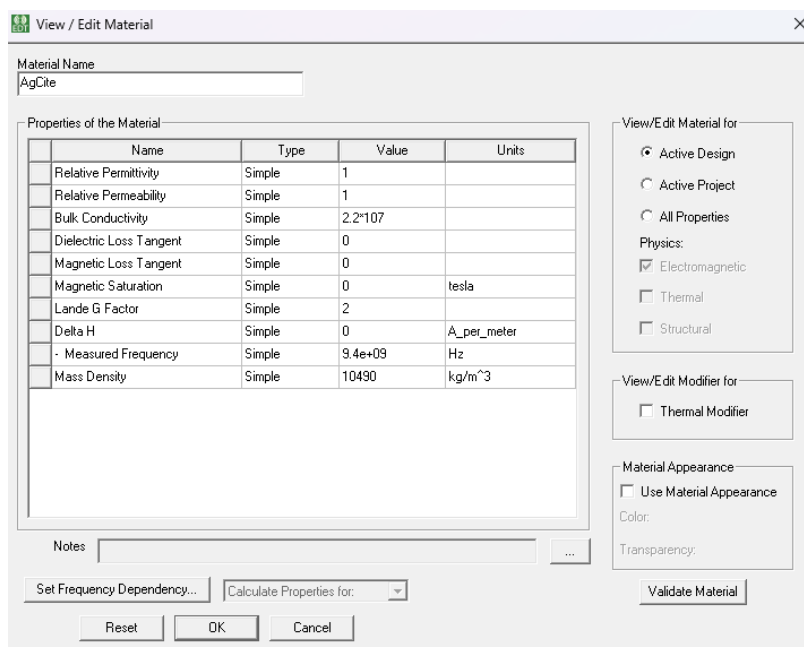 EDT View / Edit Material
Material Name
AgCite
Properties of the Material
Name Type Value Units
Relative Permittivity Simple 1
Relative Permeability Simple 1
Bulk Conductivity Simple 2.2*107
Dielectric Loss Tangent Simple 0
Magnetic Loss Tangent Simple 0
Magnetic Saturation Simple 0 tesla
Lande G Factor Simple 2
Delta H Simple 0 A_per_meter
- Measured Frequency Simple 9.4e+09 Hz
Mass Density Simple 10490 kg/m^3
Notes ...
Set Frequency Dependency... Calculate Properties for:
Reset OK Cancel
View/Edit Material for
Active Design
Active Project
All Properties
Physics:
Electromagnetic
Thermal
Structural
View/Edit Modifier for
Thermal Modifier
Material Appearance
Use Material Appearance
Color:
Transparency:
Validate Material